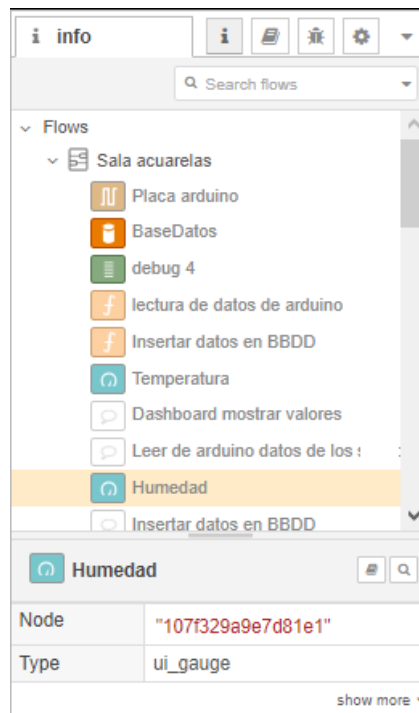 i info
Search flows
Flows
Sala acuarelas
Placa arduino
BaseDatos
debug 4
lectura de datos de arduino
Insertar datos en BBDD
Temperatura
Dashboard mostrar valores
Leer de arduino datos de los
Humedad
Insertar datos en BBDD
Humedad
Node "107f329a9e7d81e1"
Type ui_gauge
show more